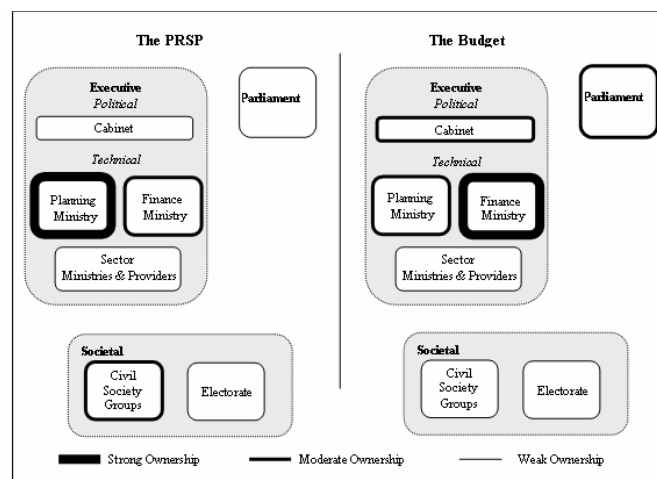 The PRSP
Executive
Political
Cabinet
Technical
Planning
Ministry
Finance
Ministry
Sector
Ministries & Providers
Parliament
Societal
Civil
Society
Groups
Electorate
The Budget
Executive
Political
Cabinet
Technical
Planning
Ministry
Finance
Ministry
Sector
Ministries & Providers
Parliament
Societal
Civil
Society
Groups
Electorate
Strong Ownership
Moderate Ownership
Weak Ownership